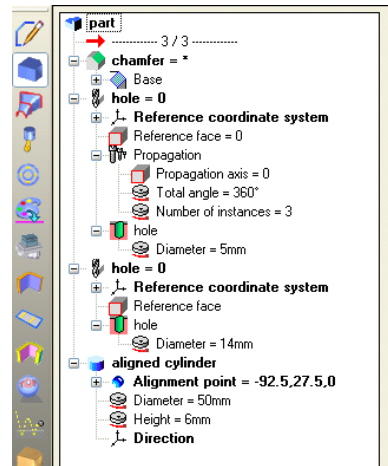 part
------------ 3 / 3 ------------
chamfer = *
Base
hole = 0
Reference coordinate system
Reference face = 0
Propagation
Propagation axis = 0
Total angle = 360°
Number of instances = 3
hole
Diameter = 5mm
hole = 0
Reference coordinate system
Reference face
hole
Diameter = 14mm
aligned cylinder
Alignment point = -92.5,27.5,0
Diameter = 50mm
Height = 6mm
Direction